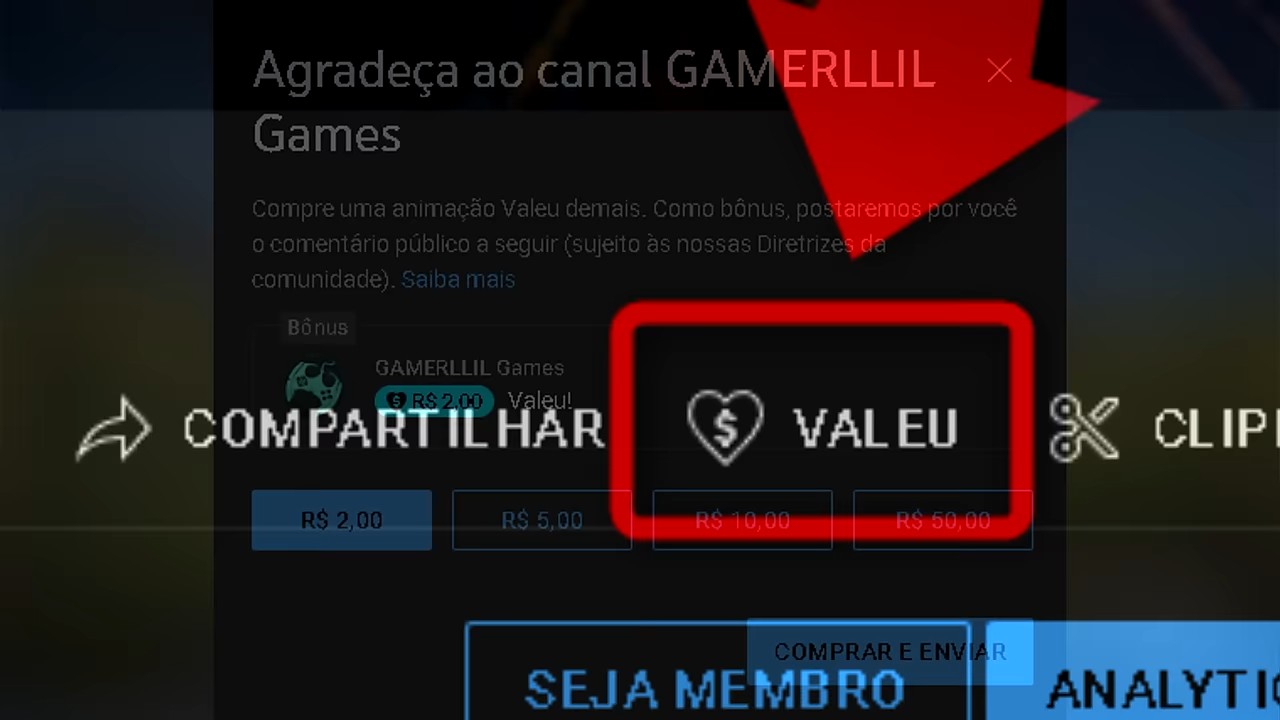 Agradeça ao canal GAMERLLIL
Games
Compre uma animação Valeu demais. Como bônus, postaremos por você
o comentário público a seguir (sujeito às nossas Diretrizes da
comunidade). Saiba mais
Bônus
GAMERLLIL Games
R$ 2,00 Valeu!
COMPARTILHAR VALEU CLIP
R$ 2,00 R$ 5,00 R$ 10,00 R$ 50,00
COMPRAR E ENVIAR
SEJA MEMBRO ANALYTIC